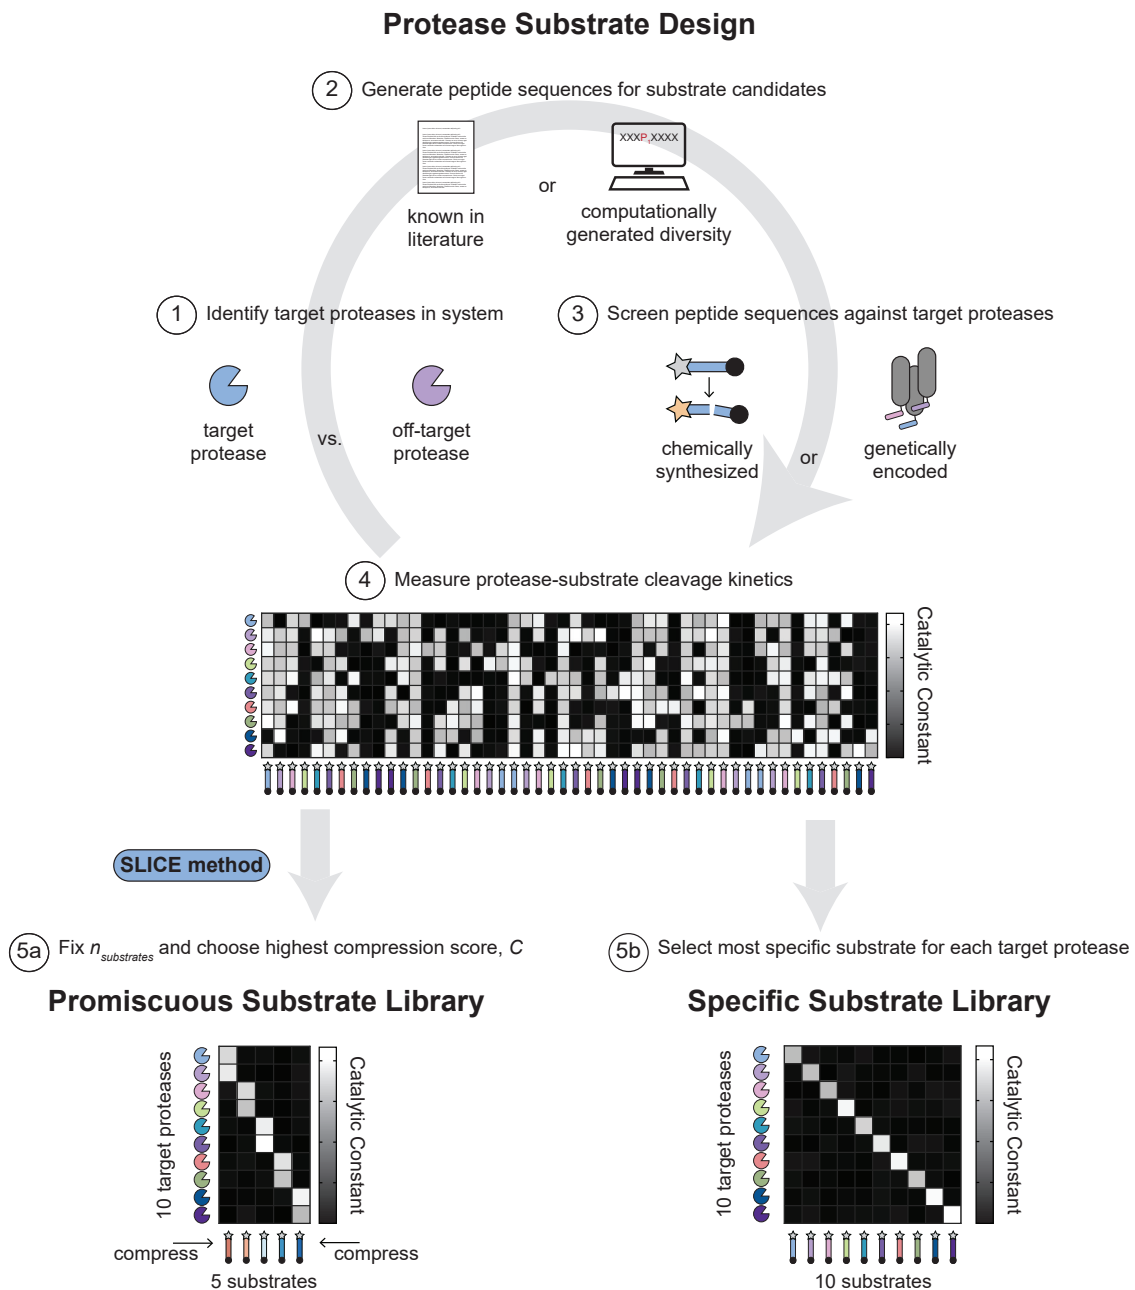 Protease Substrate Design
2 Generate peptide sequences for substrate candidates
XXXP₁XXXX
or
known in
literature
computationally
generated diversity
1 Identify target proteases in system
3 Screen peptide sequences against target proteases
target
protease
vs.
off-target
protease
chemically
synthesized
or
genetically
encoded
4 Measure protease-substrate cleavage kinetics
Catalytic Constant
SLICE method
5a Fix n_substrates and choose highest compression score, C
5b Select most specific substrate for each target protease
Promiscuous Substrate Library
Specific Substrate Library
10 target proteases
Catalytic Constant
10 target proteases
Catalytic Constant
compress
compress
5 substrates
10 substrates